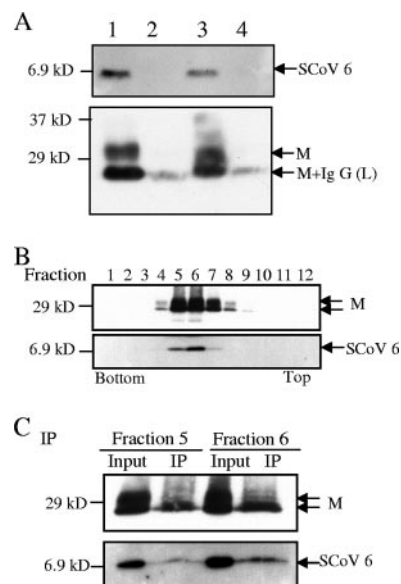 A
1 2 3 4
6.9 kD
SCoV 6
37 kD
29 kD
M
M+Ig G (L)
B
Fraction 1 2 3 4 5 6 7 8 9 10 11 12
29 kD
M
6.9 kD
SCoV 6
Bottom Top
C
IP
Fraction 5 Fraction 6
Input IP Input IP
29 kD
M
6.9 kD
SCoV 6